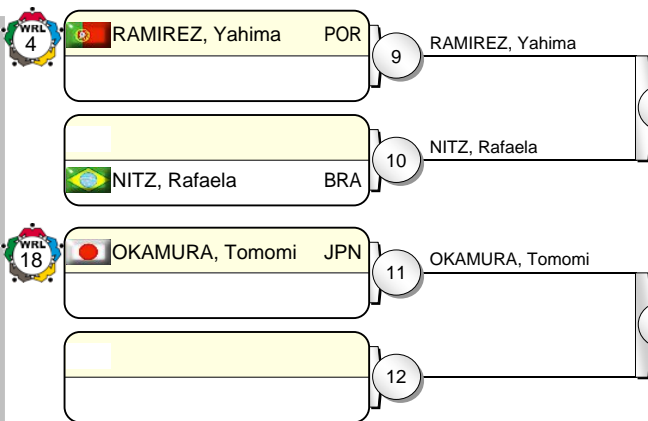 WRL
4
RAMIREZ, Yahima POR
9
RAMIREZ, Yahima
10
NITZ, Rafaela
NITZ, Rafaela BRA
WRL
18
OKAMURA, Tomomi JPN
11
OKAMURA, Tomomi
12